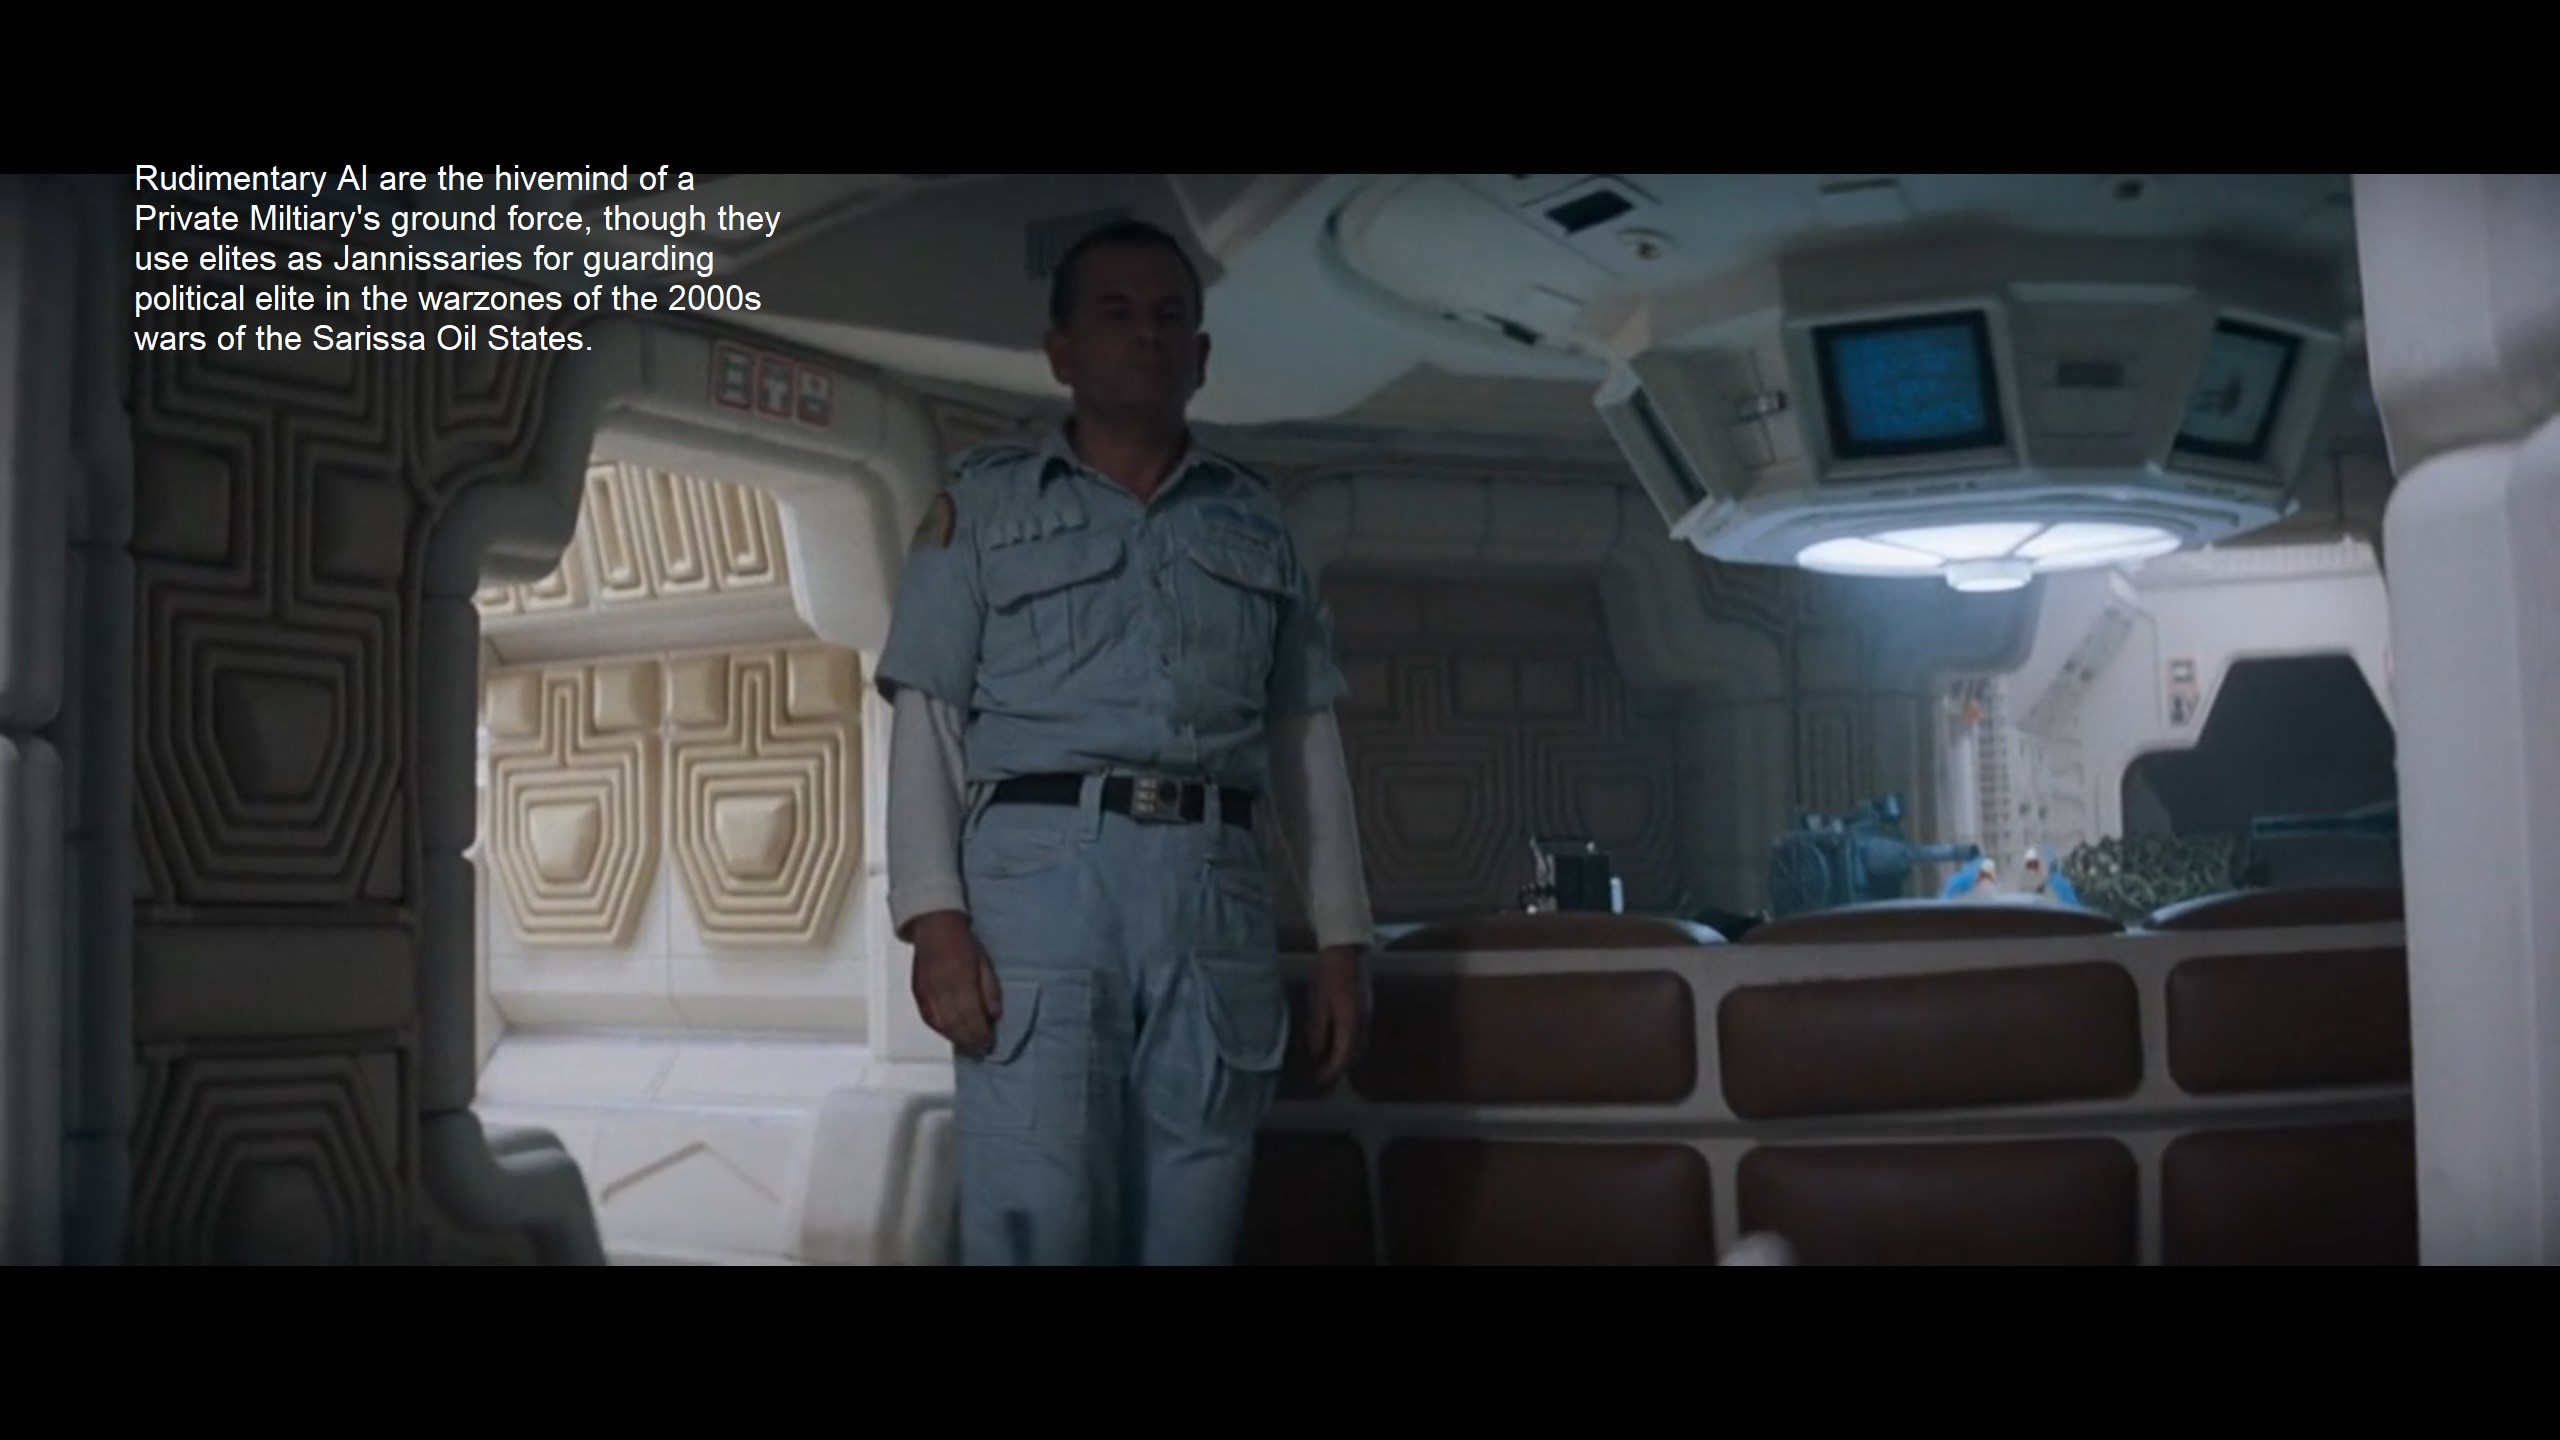 Rudimentary AI are the hivemind of a
Private Miltiary's ground force, though they
use elites as Jannissaries for guarding
political elite in the warzones of the 2000s
wars of the Sarissa Oil States.